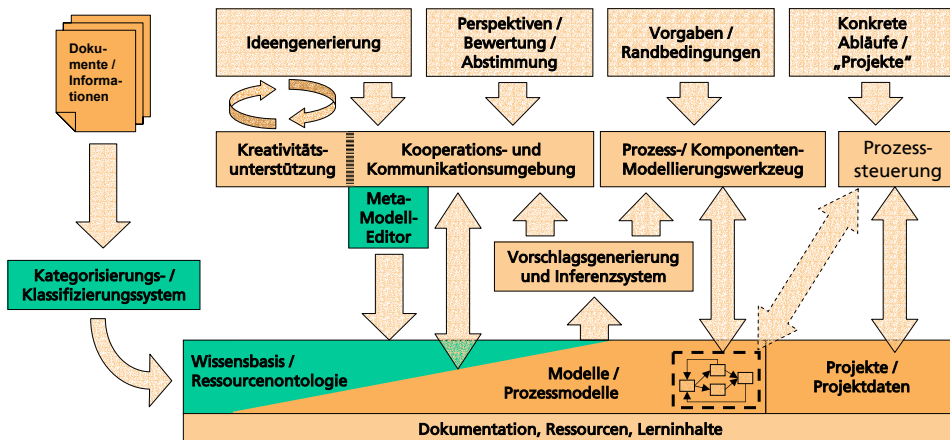 Doku-
mente /
Informa-
tionen
Ideengenerierung
Perspektiven /
Bewertung /
Abstimmung
Vorgaben /
Randbedingungen
Konkrete
Abläufe /
„Projekte“
Kreativitäts-
unterstützung
Kooperations- und
Kommunikationsumgebung
Prozess-/ Komponenten-
Modellierungswerkzeug
Prozess-
steuerung
Meta-
Modell-
Editor
Vorschlagsgenerierung
und Inferenzsystem
Kategorisierungs- /
Klassifizierungssystem
Wissensbasis /
Ressourcenontologie
Modelle /
Prozessmodelle
Projekte /
Projektdaten
Dokumentation, Ressourcen, Lerninhalte